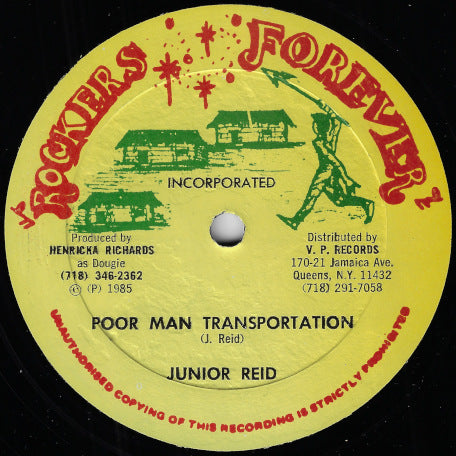 ROCKERS FOREVER
INCORPORATED
Produced by
HENRICKA RICHARDS
as Dougie
(718) 346-2362
© (P) 1985
Distributed by
V. P. RECORDS
170-21 Jamaica Ave.
Queens, N.Y. 11432
(718) 291-7058
POOR MAN TRANSPORTATION
(J. Reid)
JUNIOR REID
UNAUTHORISED COPYING OF THIS RECORDING IS STRICTLY PROHIBITED